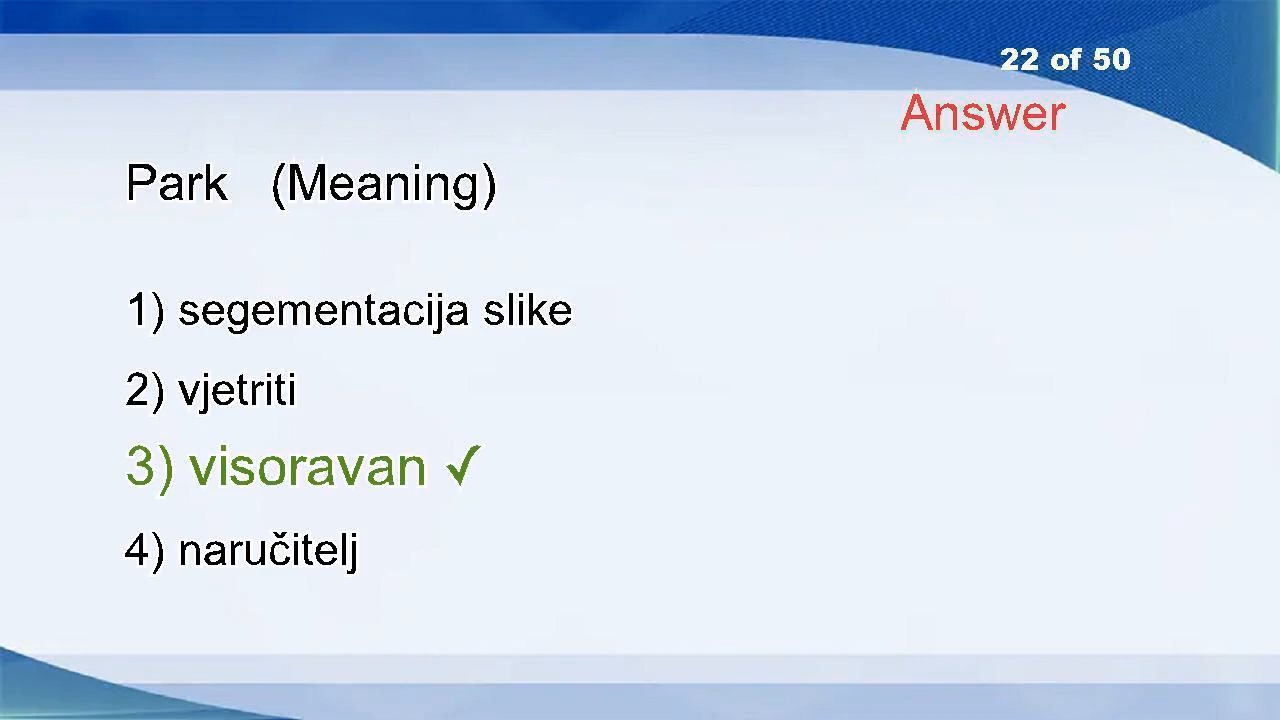 22 of 50
Answer
Park (Meaning)
1) segementacija slike
2) vjetriti
3) visoravan ✓
4) naručitelj